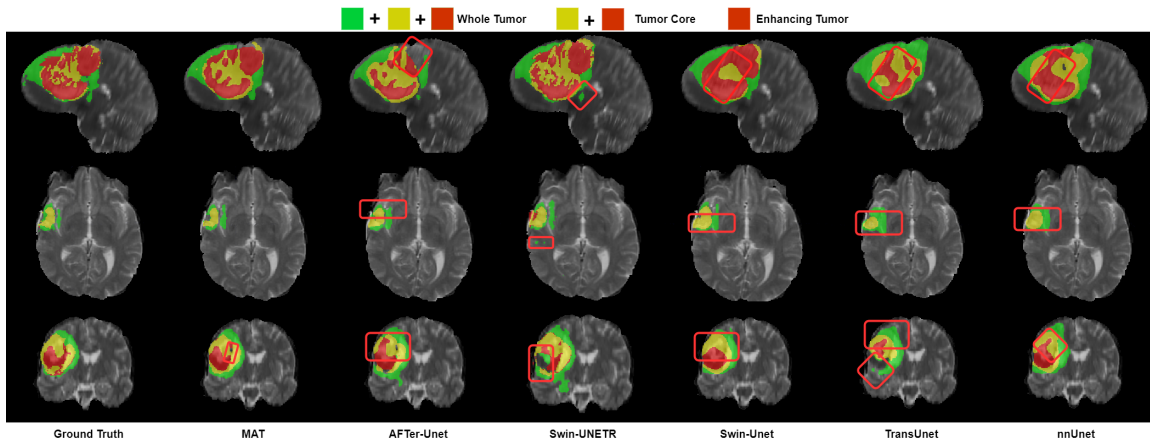 + + Whole Tumor + Tumor Core Enhancing Tumor
Ground Truth MAT AFTer-Unet Swin-UNETR Swin-Unet TransUnet nnUnet